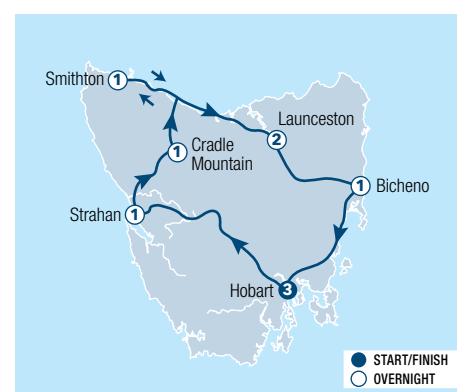 Smithton 1
Launceston
2
1 Cradle
Mountain
1 Bicheno
Strahan 1
Hobart 3
START/FINISH
OVERNIGHT